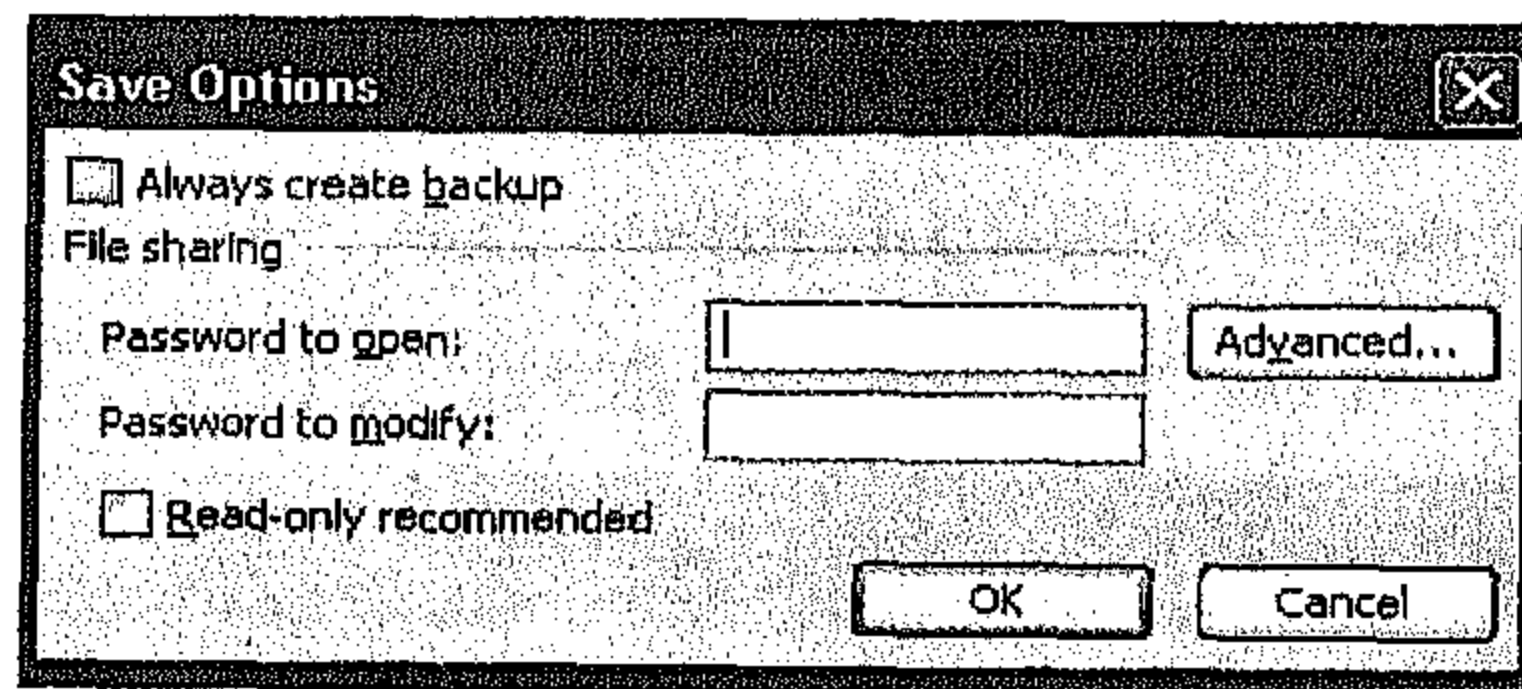 Save Options
Always create backup
File sharing
Password to open:
Advanced...
Password to modify:
Read-only recommended
OK
Cancel